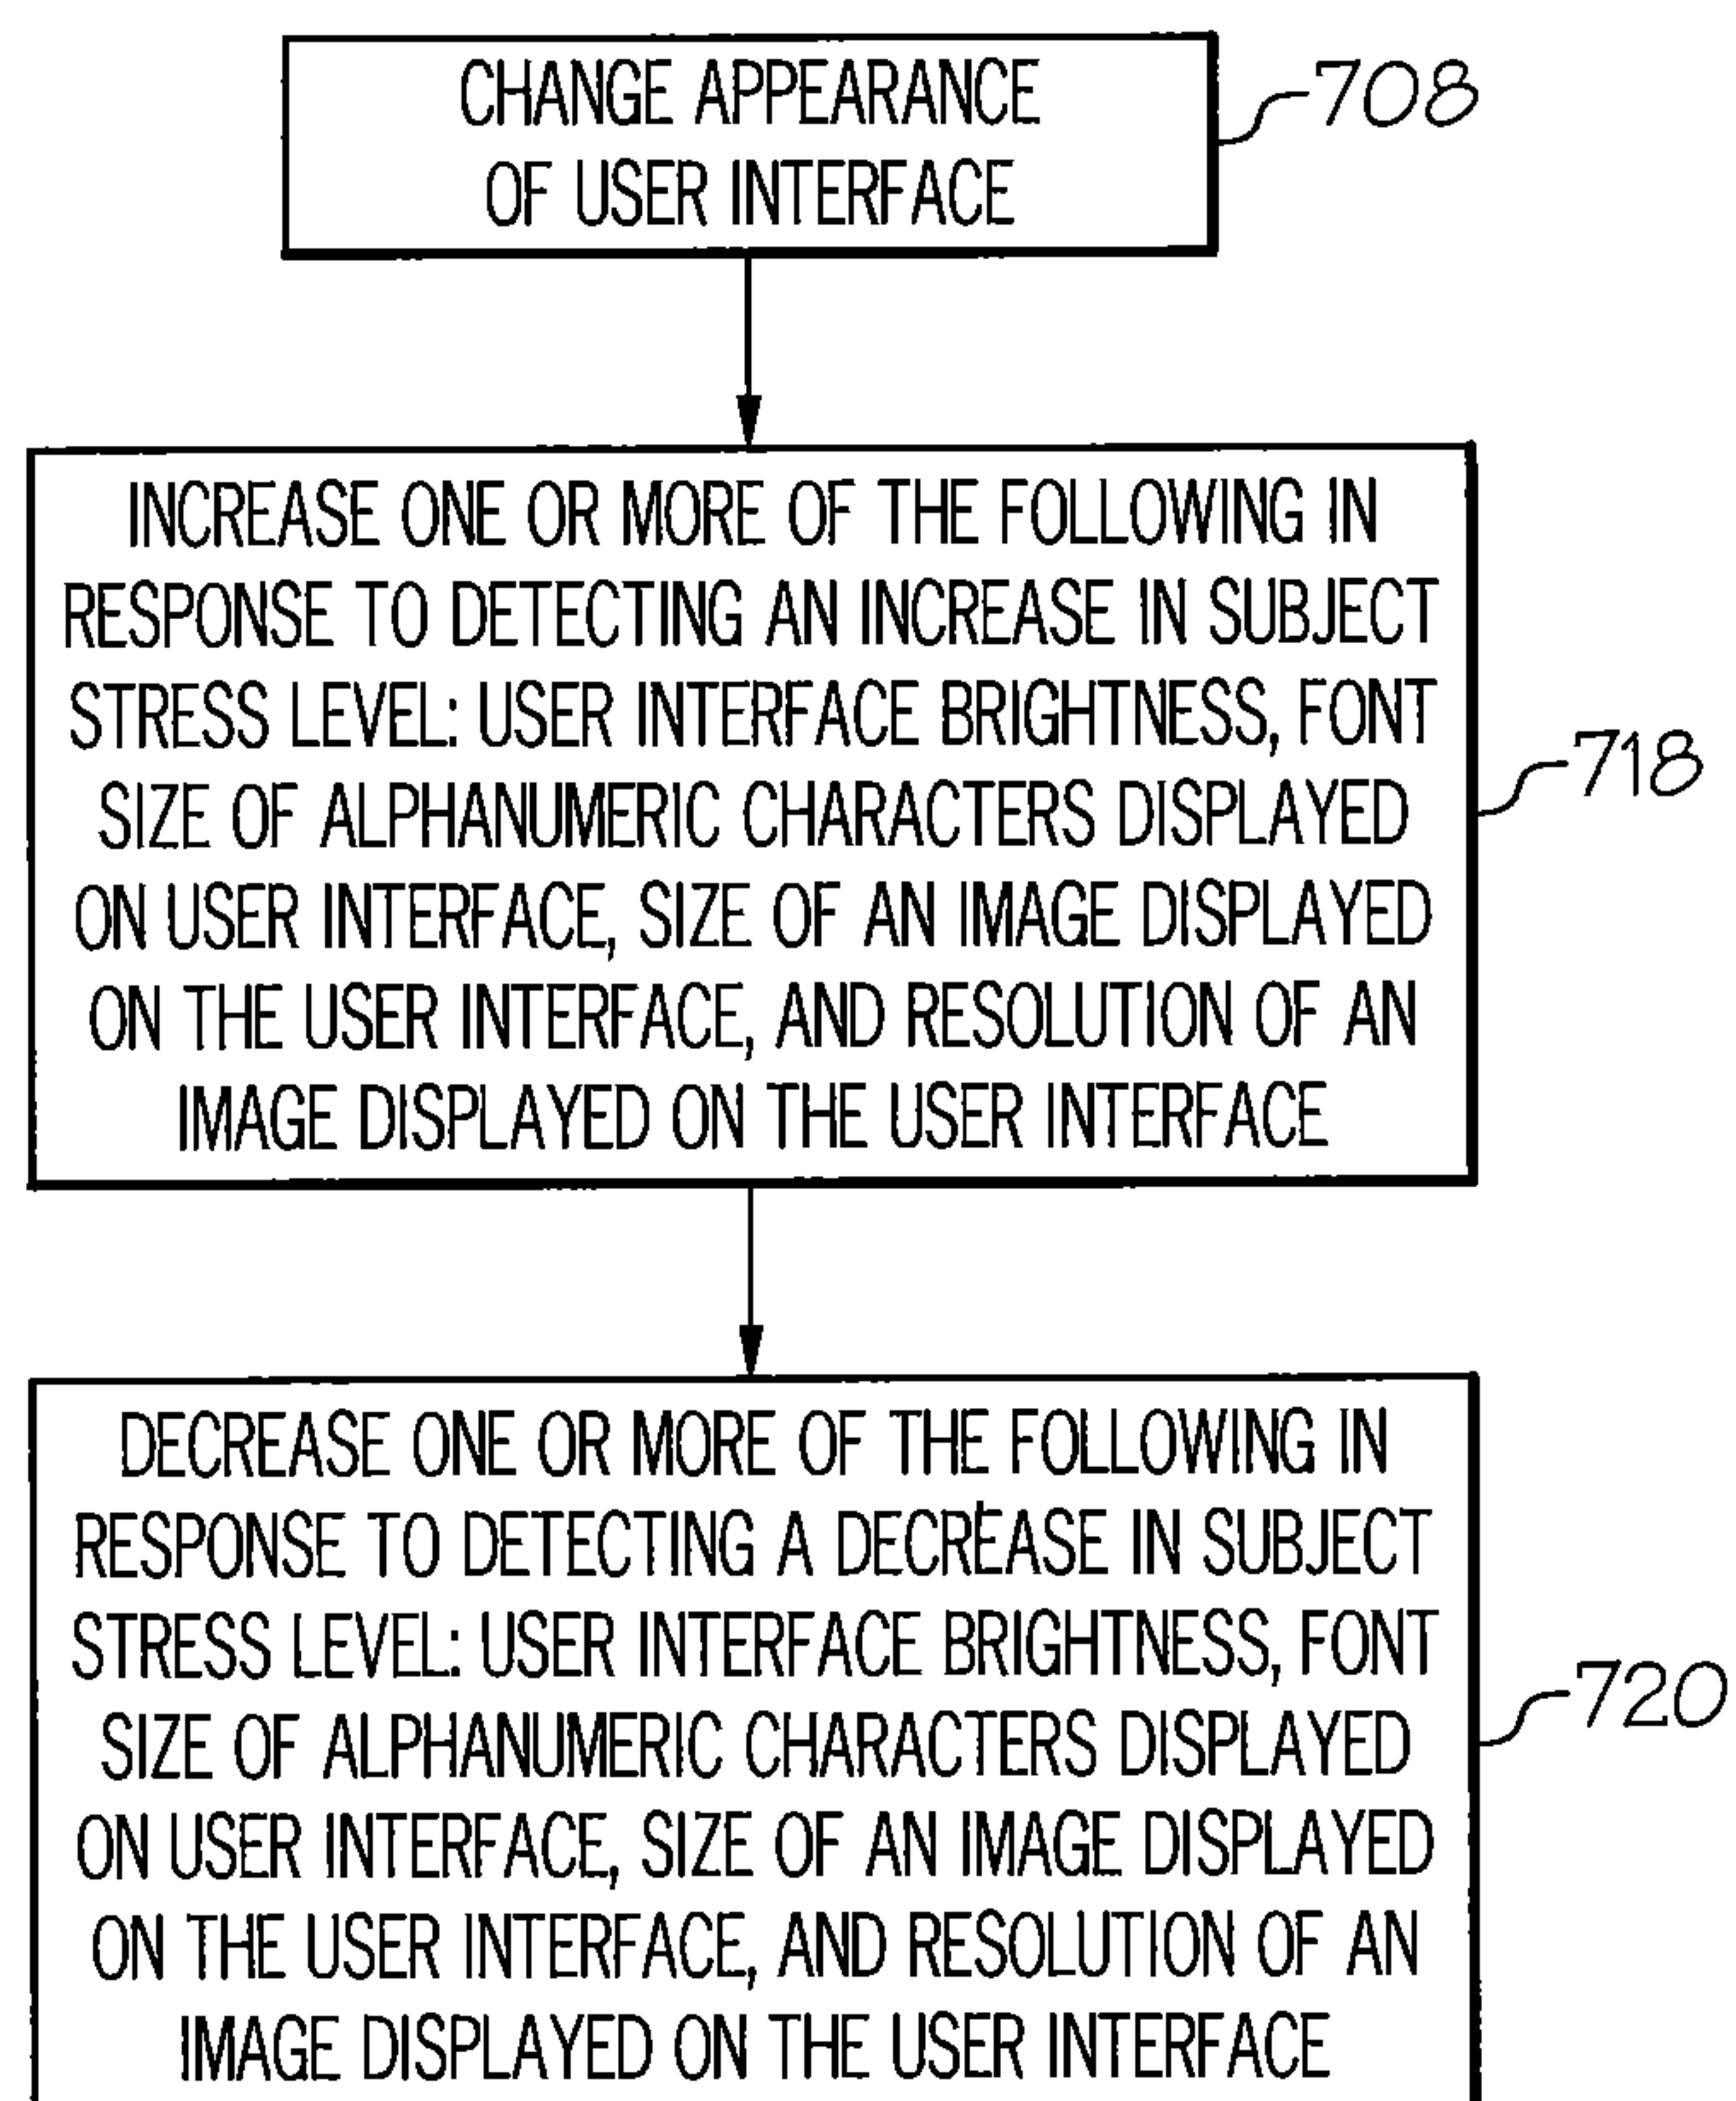 CHANGE APPEARANCE
OF USER INTERFACE
708
INCREASE ONE OR MORE OF THE FOLLOWING IN
RESPONSE TO DETECTING AN INCREASE IN SUBJECT
STRESS LEVEL: USER INTERFACE BRIGHTNESS, FONT
SIZE OF ALPHANUMERIC CHARACTERS DISPLAYED
ON USER INTERFACE, SIZE OF AN IMAGE DISPLAYED
ON THE USER INTERFACE, AND RESOLUTION OF AN
IMAGE DISPLAYED ON THE USER INTERFACE
718
DECREASE ONE OR MORE OF THE FOLLOWING IN
RESPONSE TO DETECTING A DECREASE IN SUBJECT
STRESS LEVEL: USER INTERFACE BRIGHTNESS, FONT
SIZE OF ALPHANUMERIC CHARACTERS DISPLAYED
ON USER INTERFACE, SIZE OF AN IMAGE DISPLAYED
ON THE USER INTERFACE, AND RESOLUTION OF AN
IMAGE DISPLAYED ON THE USER INTERFACE
720